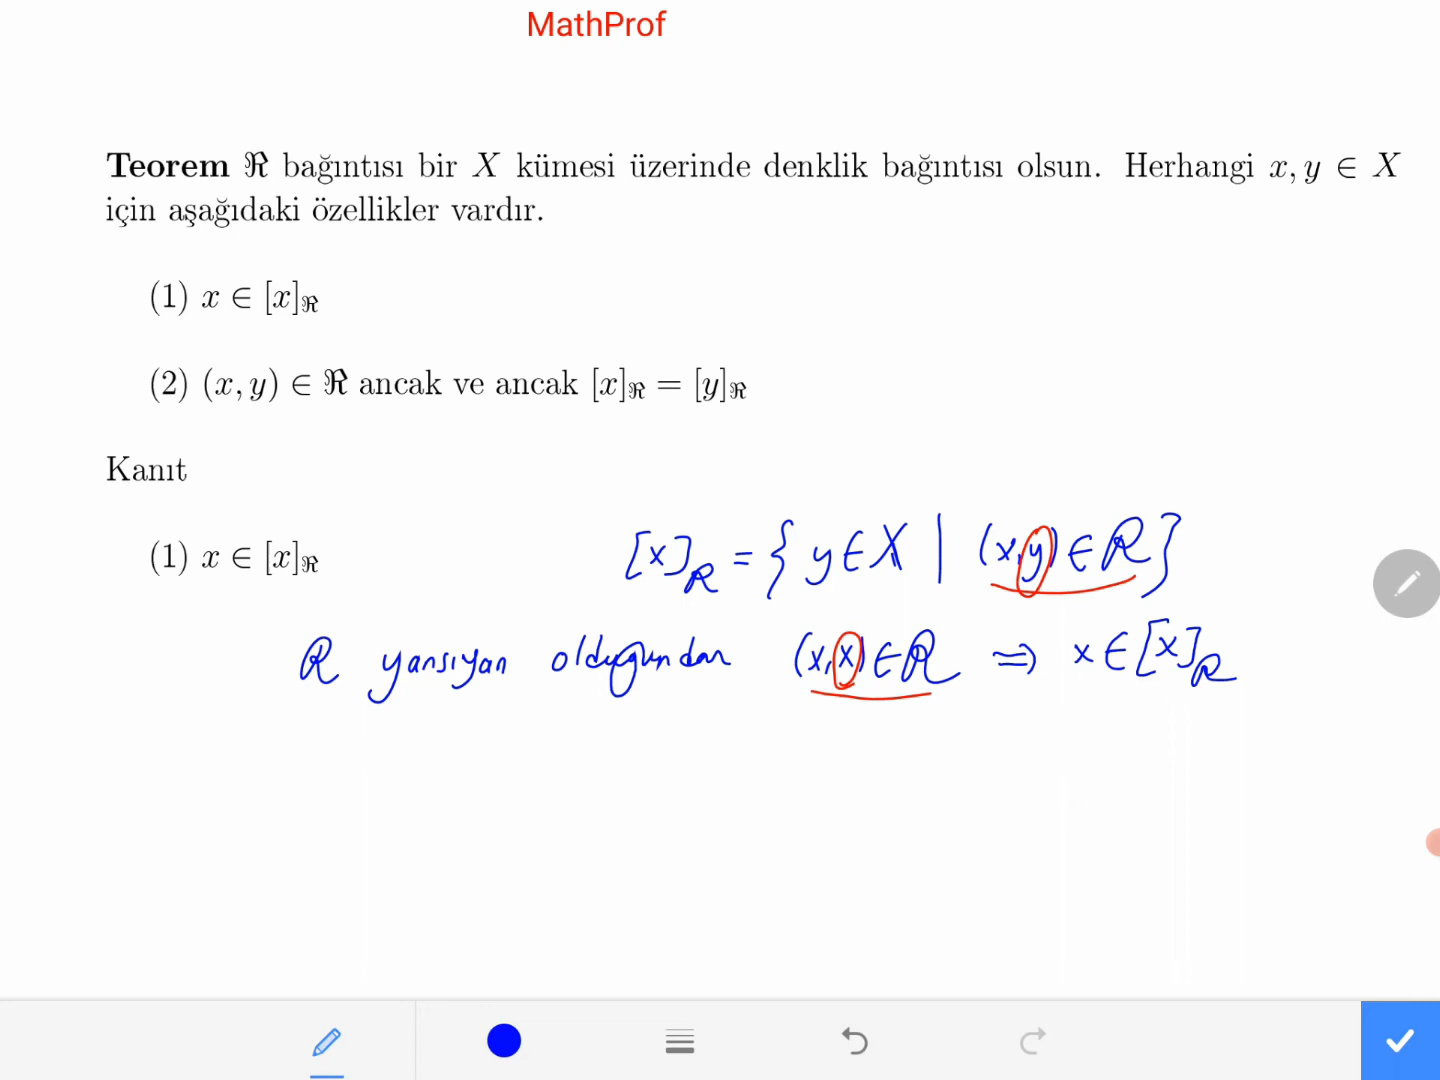 MathProf
Teorem ℜ bağıntısı bir X kümesi üzerinde denklik bağıntısı olsun. Herhangi x, y ∈ X
için aşağıdaki özellikler vardır.
(1) x ∈ [x]ℜ
(2) (x, y) ∈ ℜ ancak ve ancak [x]ℜ = [y]ℜ
Kanıt
(1) x ∈ [x]ℜ
[x]R = { y ∈ X | (x,y) ∈ R }
R yansıyan olduğundan (x,x) ∈ R ⇒ x ∈ [x]R